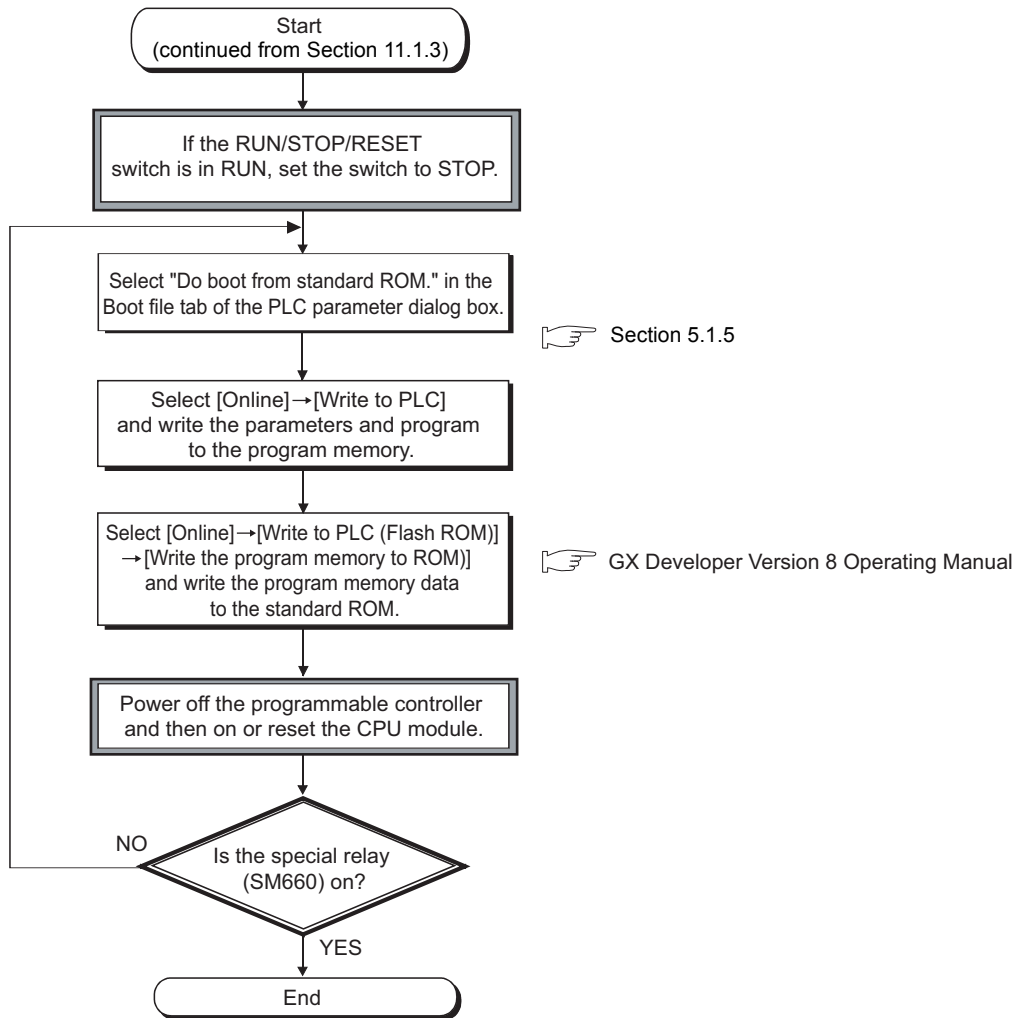 Start
(continued from Section 11.1.3)
If the RUN/STOP/RESET
switch is in RUN, set the switch to STOP.
Select "Do boot from standard ROM." in the
Boot file tab of the PLC parameter dialog box.
Section 5.1.5
Select [Online]→[Write to PLC]
and write the parameters and program
to the program memory.
Select [Online]→[Write to PLC (Flash ROM)]
→[Write the program memory to ROM)]
and write the program memory data
to the standard ROM.
GX Developer Version 8 Operating Manual
Power off the programmable controller
and then on or reset the CPU module.
NO
Is the special relay
(SM660) on?
YES
End